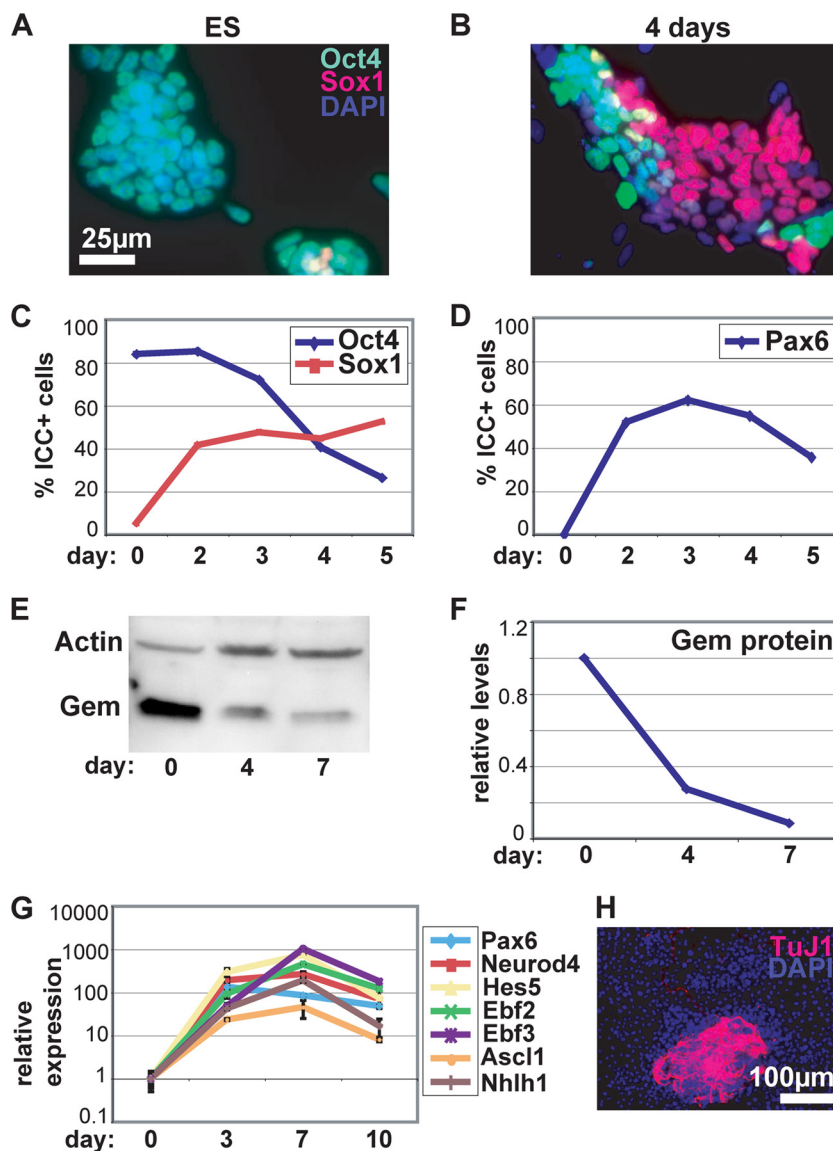 A ES
Oct4
Sox1
DAPI
25µm
B 4 days
C
100
80
60
40
20
0
% ICC+ cells
Oct4
Sox1
day: 0 2 3 4 5
D
100
80
60
40
20
0
% ICC+ cells
Pax6
day: 0 2 3 4 5
E
Actin
Gem
day: 0 4 7
F
Gem protein
1.2
0.8
0.4
0
relative levels
day: 0 4 7
G
10000
1000
100
10
1
0.1
relative
expression
Pax6
Neurod4
Hes5
Ebf2
Ebf3
Ascl1
Nhlh1
day: 0 3 7 10
H
TuJ1
DAPI
100µm